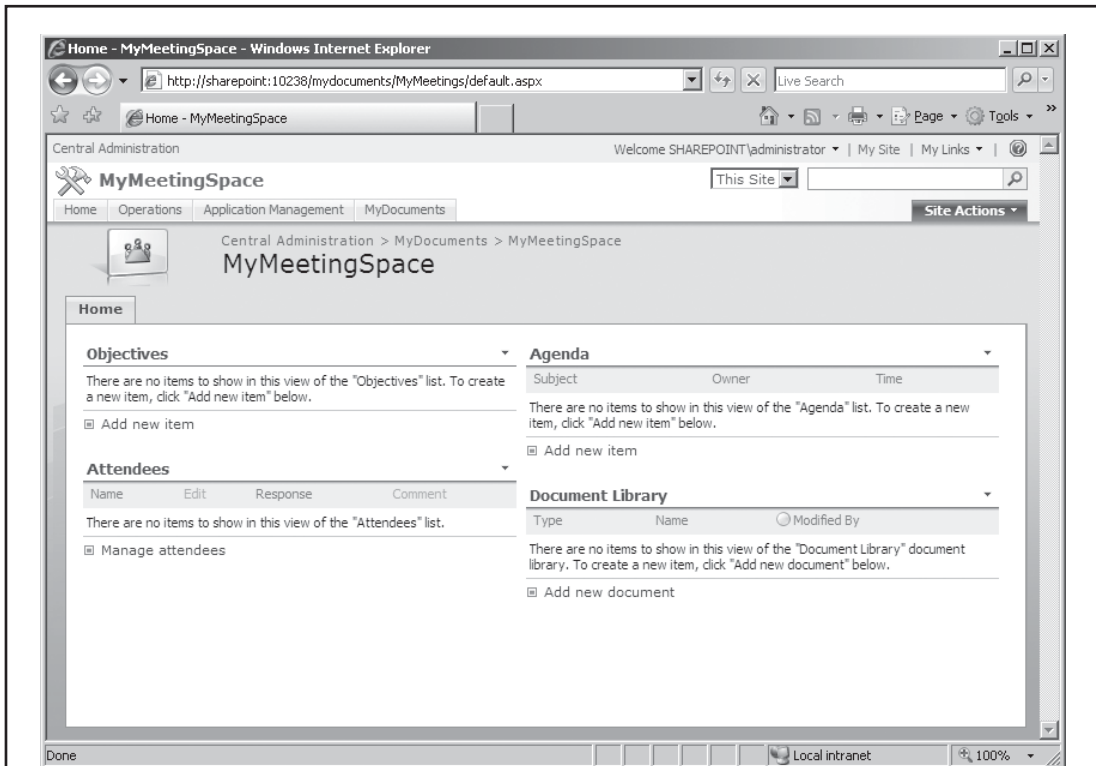 Home - MyMeetingSpace - Windows Internet Explorer
http://sharepoint:10238/mydocuments/MyMeetings/default.aspx
Live Search
Home - MyMeetingSpace
Page
Tools
»
Central Administration
Welcome SHAREPOINT\administrator | My Site | My Links |
MyMeetingSpace
This Site
Home Operations Application Management MyDocuments
Site Actions
Central Administration > MyDocuments > MyMeetingSpace
MyMeetingSpace
Home
Objectives
There are no items to show in this view of the "Objectives" list. To create
a new item, click "Add new item" below.
Add new item
Attendees
Name Edit Response Comment
There are no items to show in this view of the "Attendees" list.
Manage attendees
Agenda
Subject Owner Time
There are no items to show in this view of the "Agenda" list. To create a new
item, click "Add new item" below.
Add new item
Document Library
Type Name Modified By
There are no items to show in this view of the "Document Library" document
library. To create a new item, click "Add new document" below.
Add new document
Done
Local intranet
100%